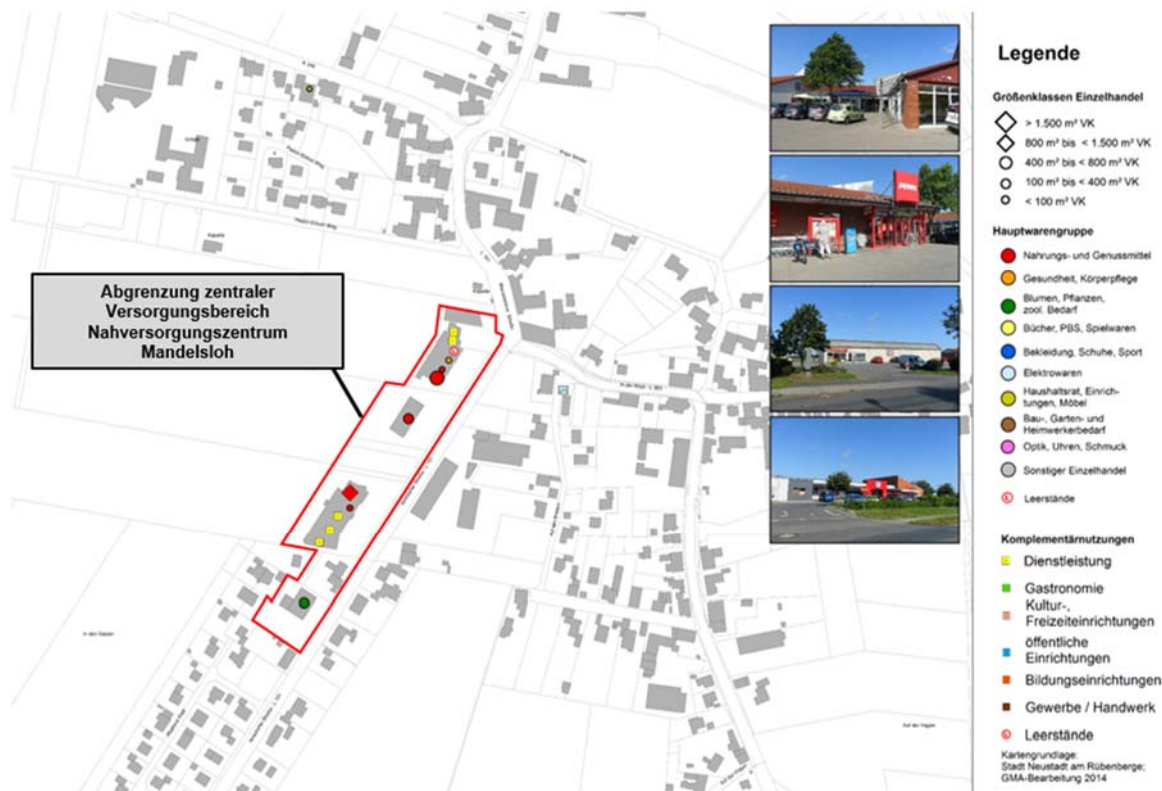 Abgrenzung zentraler
Versorgungsbereich
Nahversorgungszentrum
Mandelsloh
PENNY
Legende
Größenklassen Einzelhandel
> 1.500 m² VK
800 m² bis < 1.500 m² VK
400 m² bis < 800 m² VK
100 m² bis < 400 m² VK
< 100 m² VK
Hauptwarengruppe
Nahrungs- und Genussmittel
Gesundheit, Körperpflege
Blumen, Pflanzen,
zool. Bedarf
Bücher, PBS, Spielwaren
Bekleidung, Schuhe, Sport
Elektrowaren
Haushaltsrat, Einrich-
tungen, Möbel
Bau-, Garten- und
Heimwerkerbedarf
Optik, Uhren, Schmuck
Sonstiger Einzelhandel
L
Leerstände
Komplementärnutzungen
Dienstleistung
Gastronomie
Kultur-,
Freizeiteinrichtungen
öffentliche
Einrichtungen
Bildungseinrichtungen
Gewerbe / Handwerk
L
Leerstände
Kartengrundlage:
Stadt Neustadt am Rübenberge;
GMA-Bearbeitung 2014